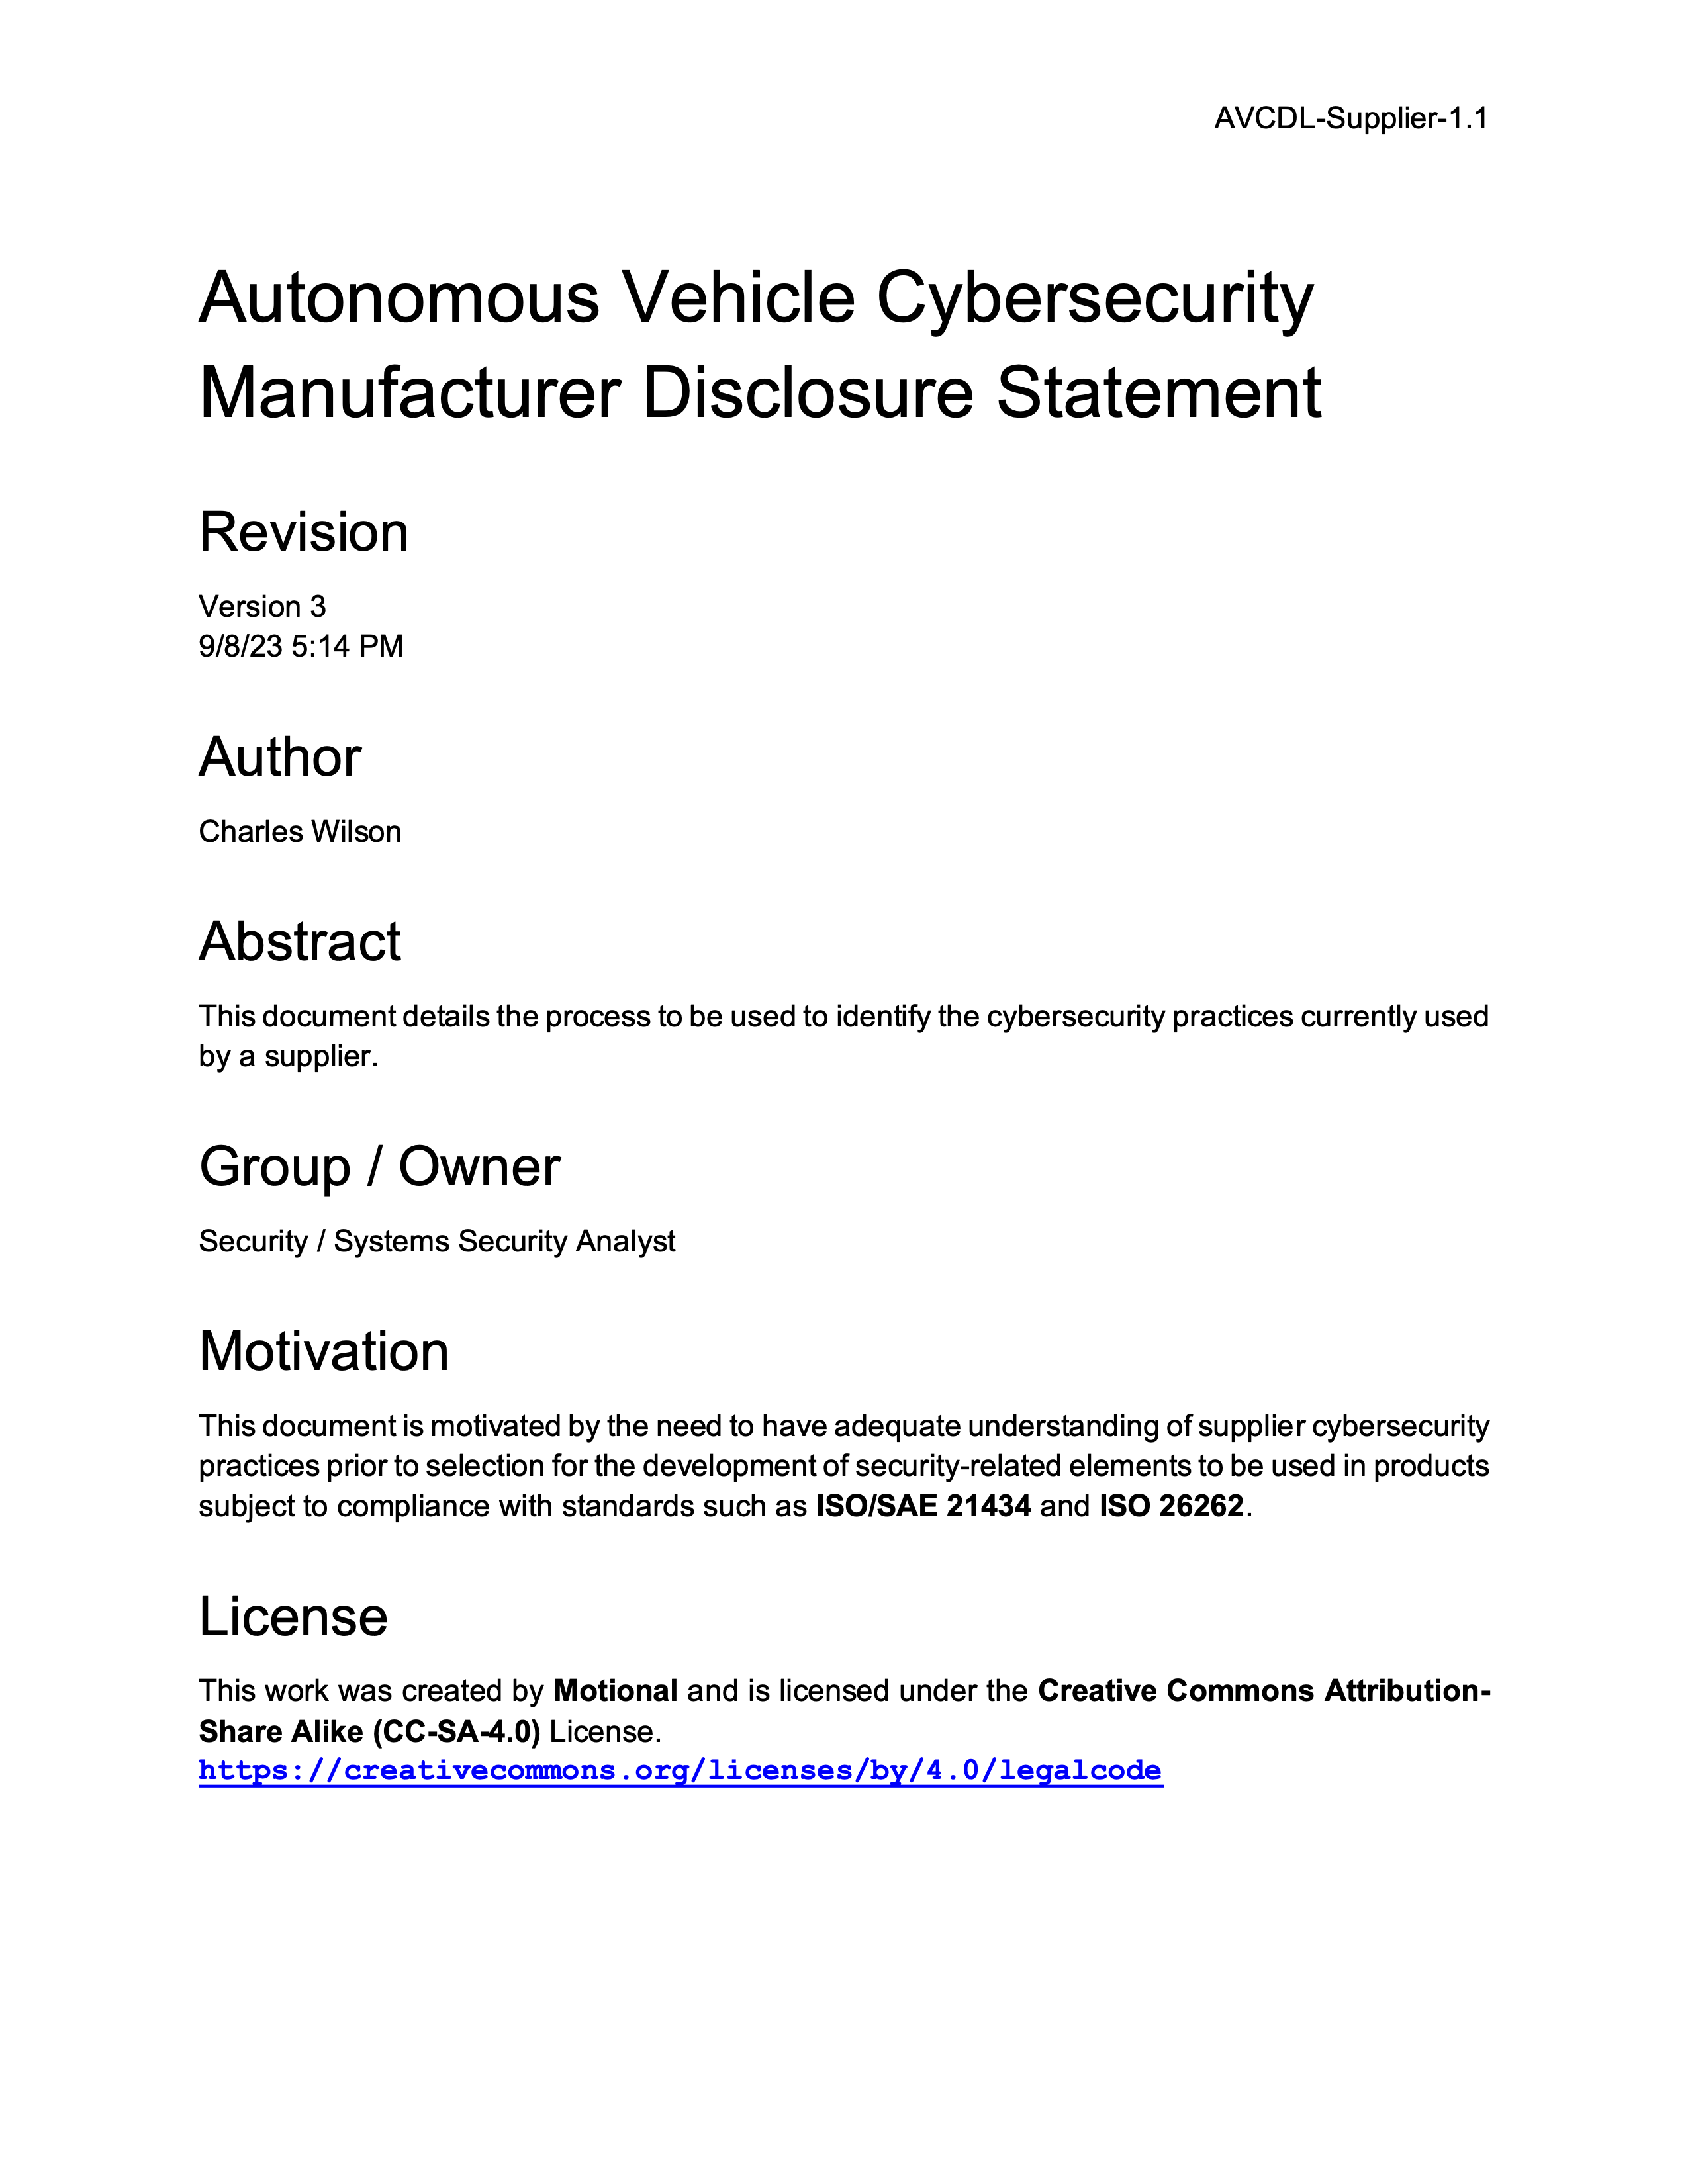 AVCDL-Supplier-1.1
Autonomous Vehicle Cybersecurity
Manufacturer Disclosure Statement
Revision
Version 3
9/8/23 5:14 PM
Author
Charles Wilson
Abstract
This document details the process to be used to identify the cybersecurity practices currently used
by a supplier.
Group / Owner
Security / Systems Security Analyst
Motivation
This document is motivated by the need to have adequate understanding of supplier cybersecurity
practices prior to selection for the development of security-related elements to be used in products
subject to compliance with standards such as ISO/SAE 21434 and ISO 26262.
License
This work was created by Motional and is licensed under the Creative Commons Attribution-
Share Alike (CC-SA-4.0) License.
https://creativecommons.org/licenses/by/4.0/legalcode